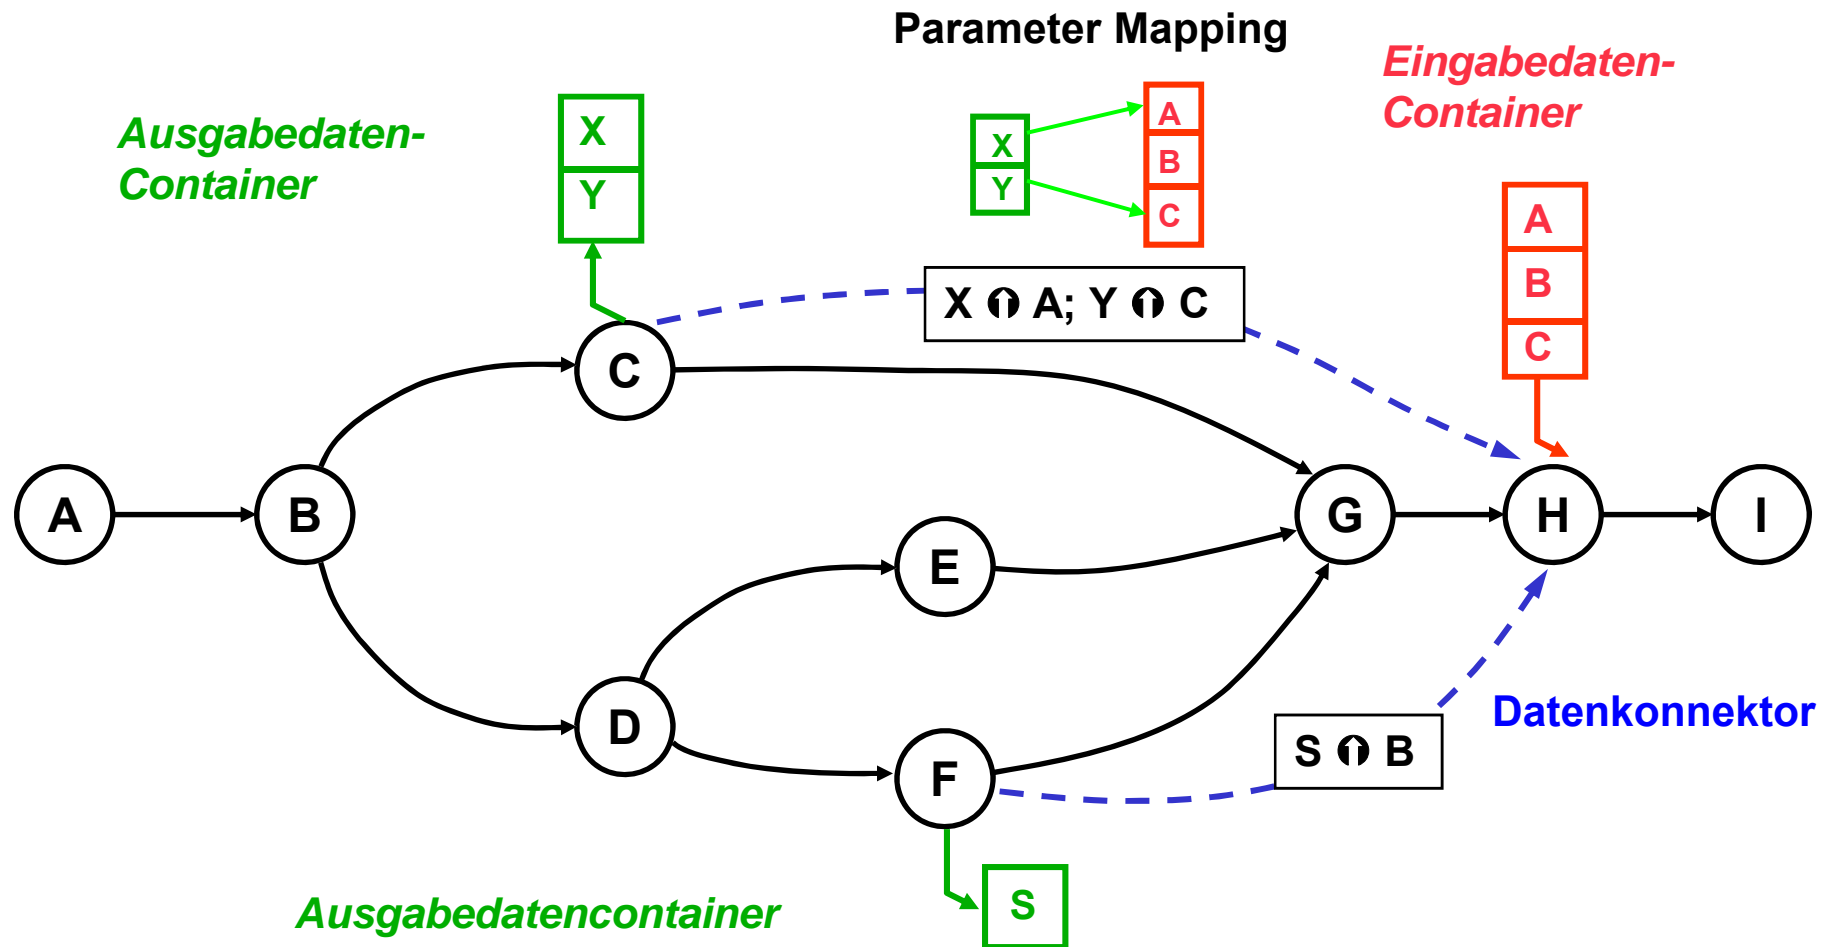 Parameter Mapping
Eingabedaten-
Container
Ausgabedaten-
Container
X
Y
X
Y
A
B
C
A
B
C
X ⬆ A; Y ⬆ C
C
A
B
G
H
I
E
D
F
S ⬆ B
Datenkonnektor
S
Ausgabedatencontainer